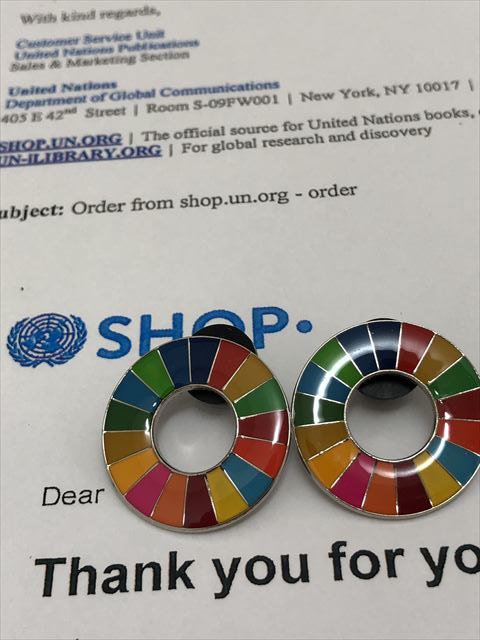 With kind regards,
Customer Service Unit
United Nations Publications
Sales & Marketing Section
United Nations
Department of Global Communications
405 E 42nd Street | Room S-09FW001 | New York, NY 10017 |
SHOP.UN.ORG | The official source for United Nations books,
UN-ILIBRARY.ORG | For global research and discovery
ubject: Order from shop.un.org - order
SHOP
Dear
Thank you for yo